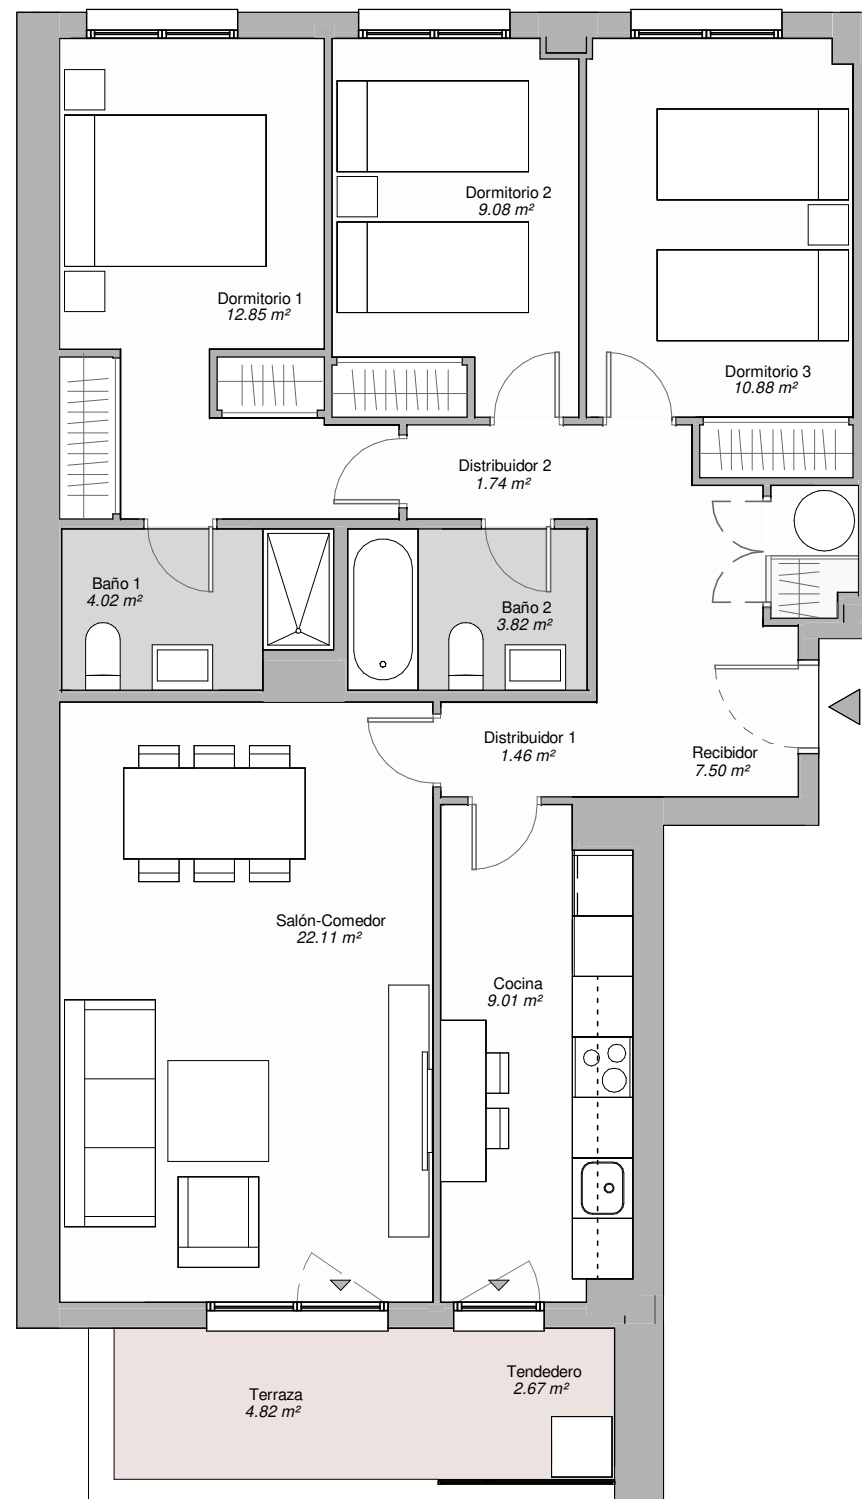 Dormitorio 2
9.08 m²
Dormitorio 1
12.85 m²
Dormitorio 3
10.88 m²
Distribuidor 2
1.74 m²
Baño 1
4.02 m²
Baño 2
3.82 m²
Distribuidor 1
1.46 m²
Recibidor
7.50 m²
Salón-Comedor
22.11 m²
Cocina
9.01 m²
Tendedero
2.67 m²
Terraza
4.82 m²